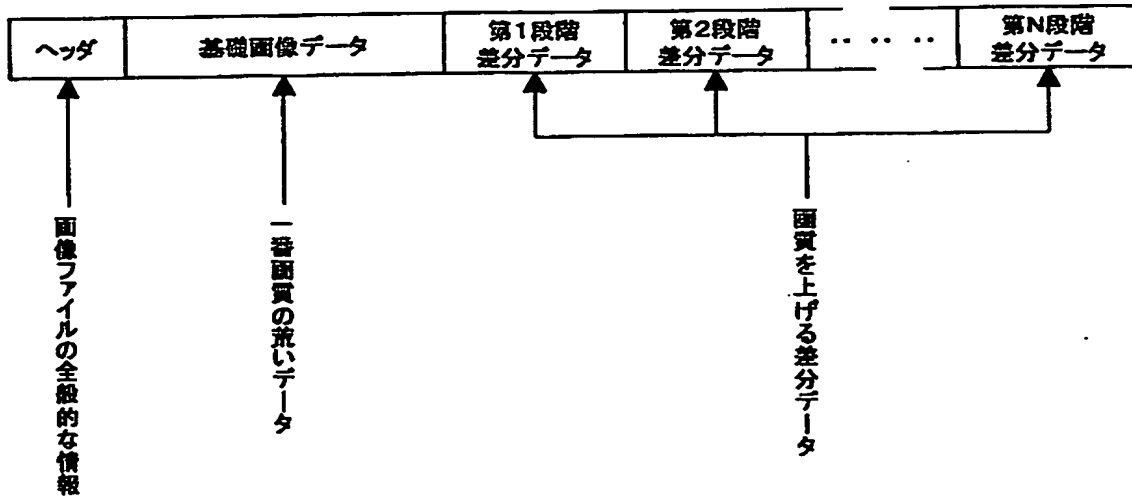 ヘッダ
基礎画像データ
第1段階
差分データ
第2段階
差分データ
‥ ‥ ‥
第N段階
差分データ
画像ファイルの全般的な情報
一番画質の荒いデータ
画質を上げる差分データ